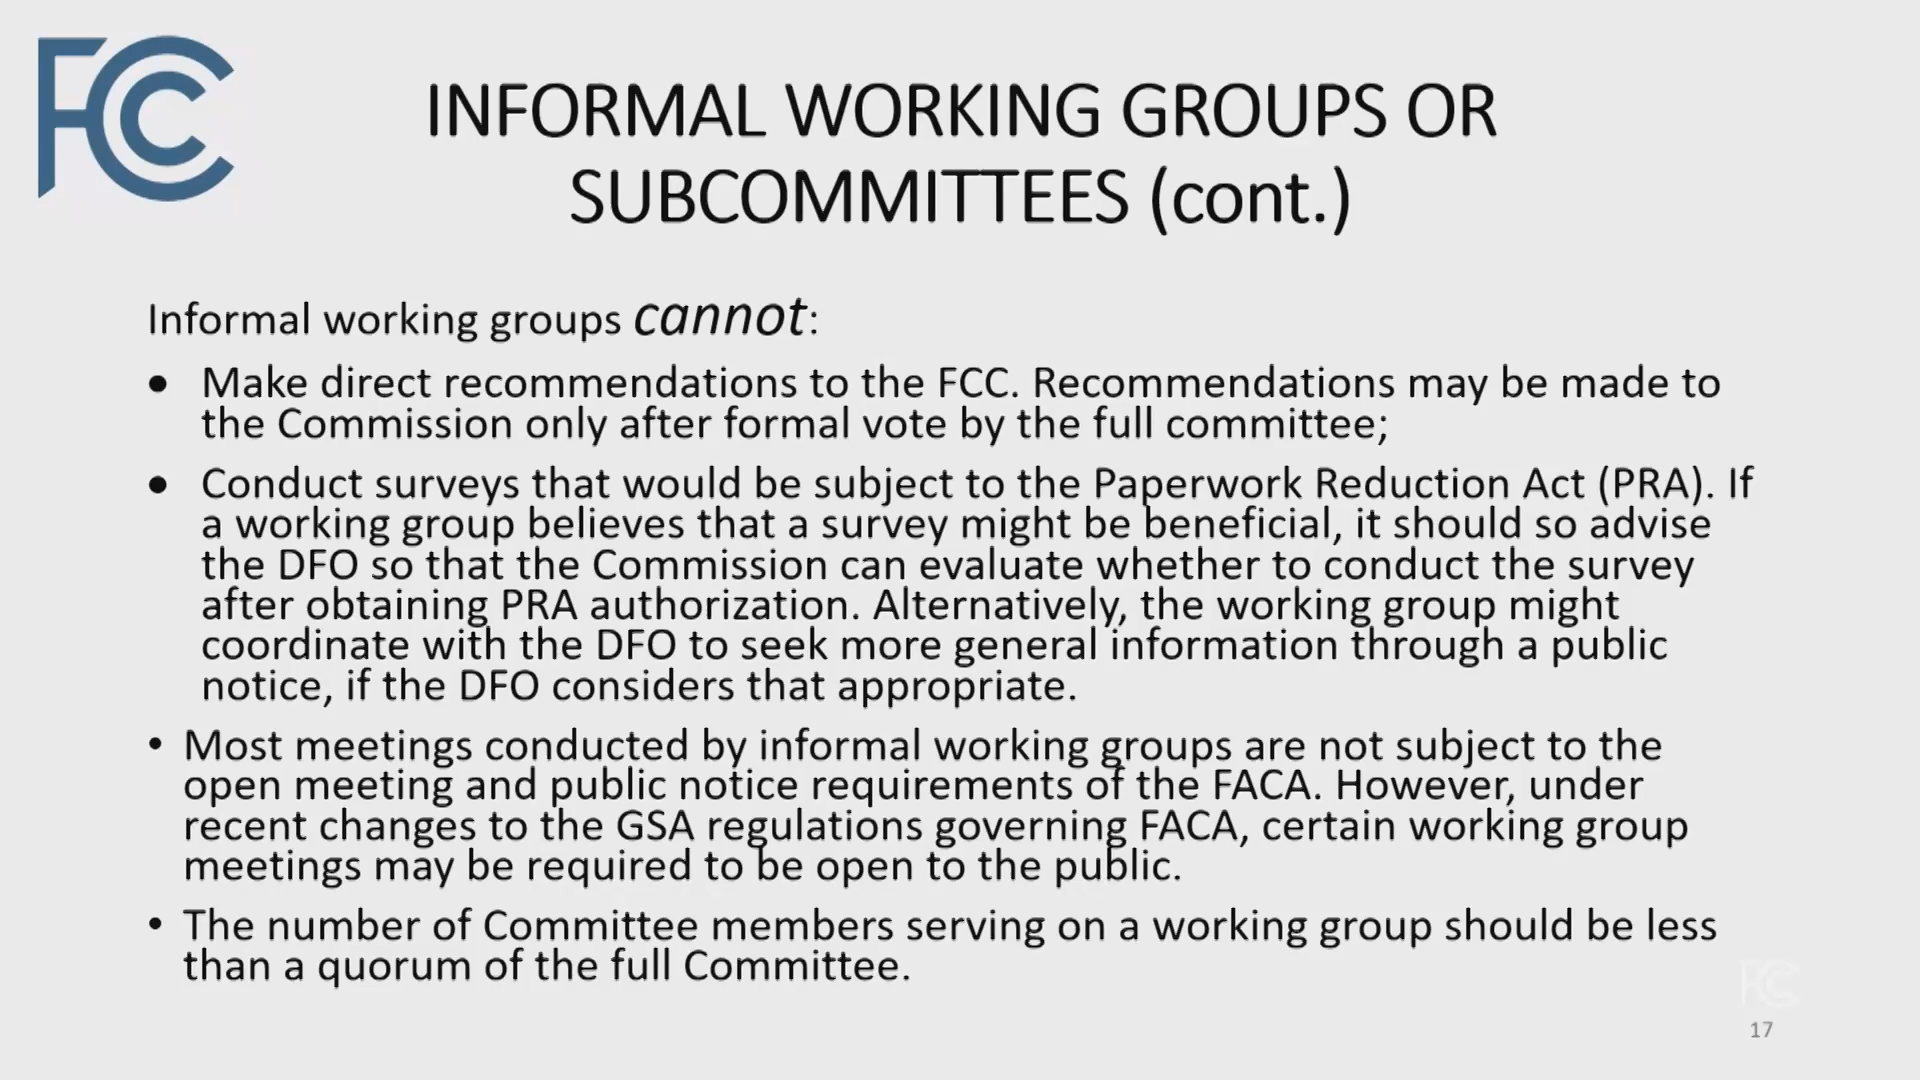 FCC
INFORMAL WORKING GROUPS OR
SUBCOMMITTEES (cont.)
Informal working groups cannot:
● Make direct recommendations to the FCC. Recommendations may be made to
the Commission only after formal vote by the full committee;
● Conduct surveys that would be subject to the Paperwork Reduction Act (PRA). If
a working group believes that a survey might be beneficial, it should so advise
the DFO so that the Commission can evaluate whether to conduct the survey
after obtaining PRA authorization. Alternatively, the working group might
coordinate with the DFO to seek more general information through a public
notice, if the DFO considers that appropriate.
• Most meetings conducted by informal working groups are not subject to the
open meeting and public notice requirements of the FACA. However, under
recent changes to the GSA regulations governing FACA, certain working group
meetings may be required to be open to the public.
• The number of Committee members serving on a working group should be less
than a quorum of the full Committee.
FCC
17